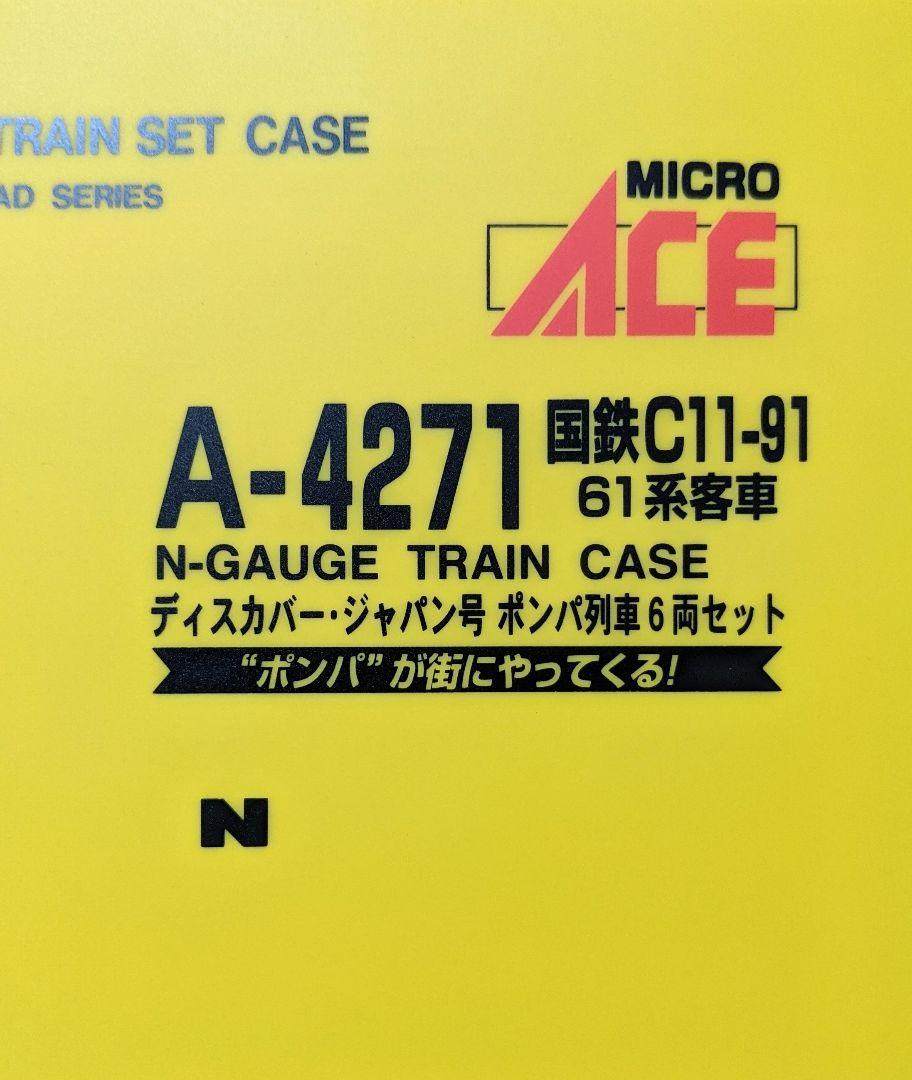 TRAIN SET CASE
AD SERIES
MICRO
ACE
A-4271
国鉄C11-91
61系客車
N-GAUGE TRAIN CASE
ディスカバー・ジャパン号 ポンパ列車6両セット
“ポンパ”が街にやってくる!
N